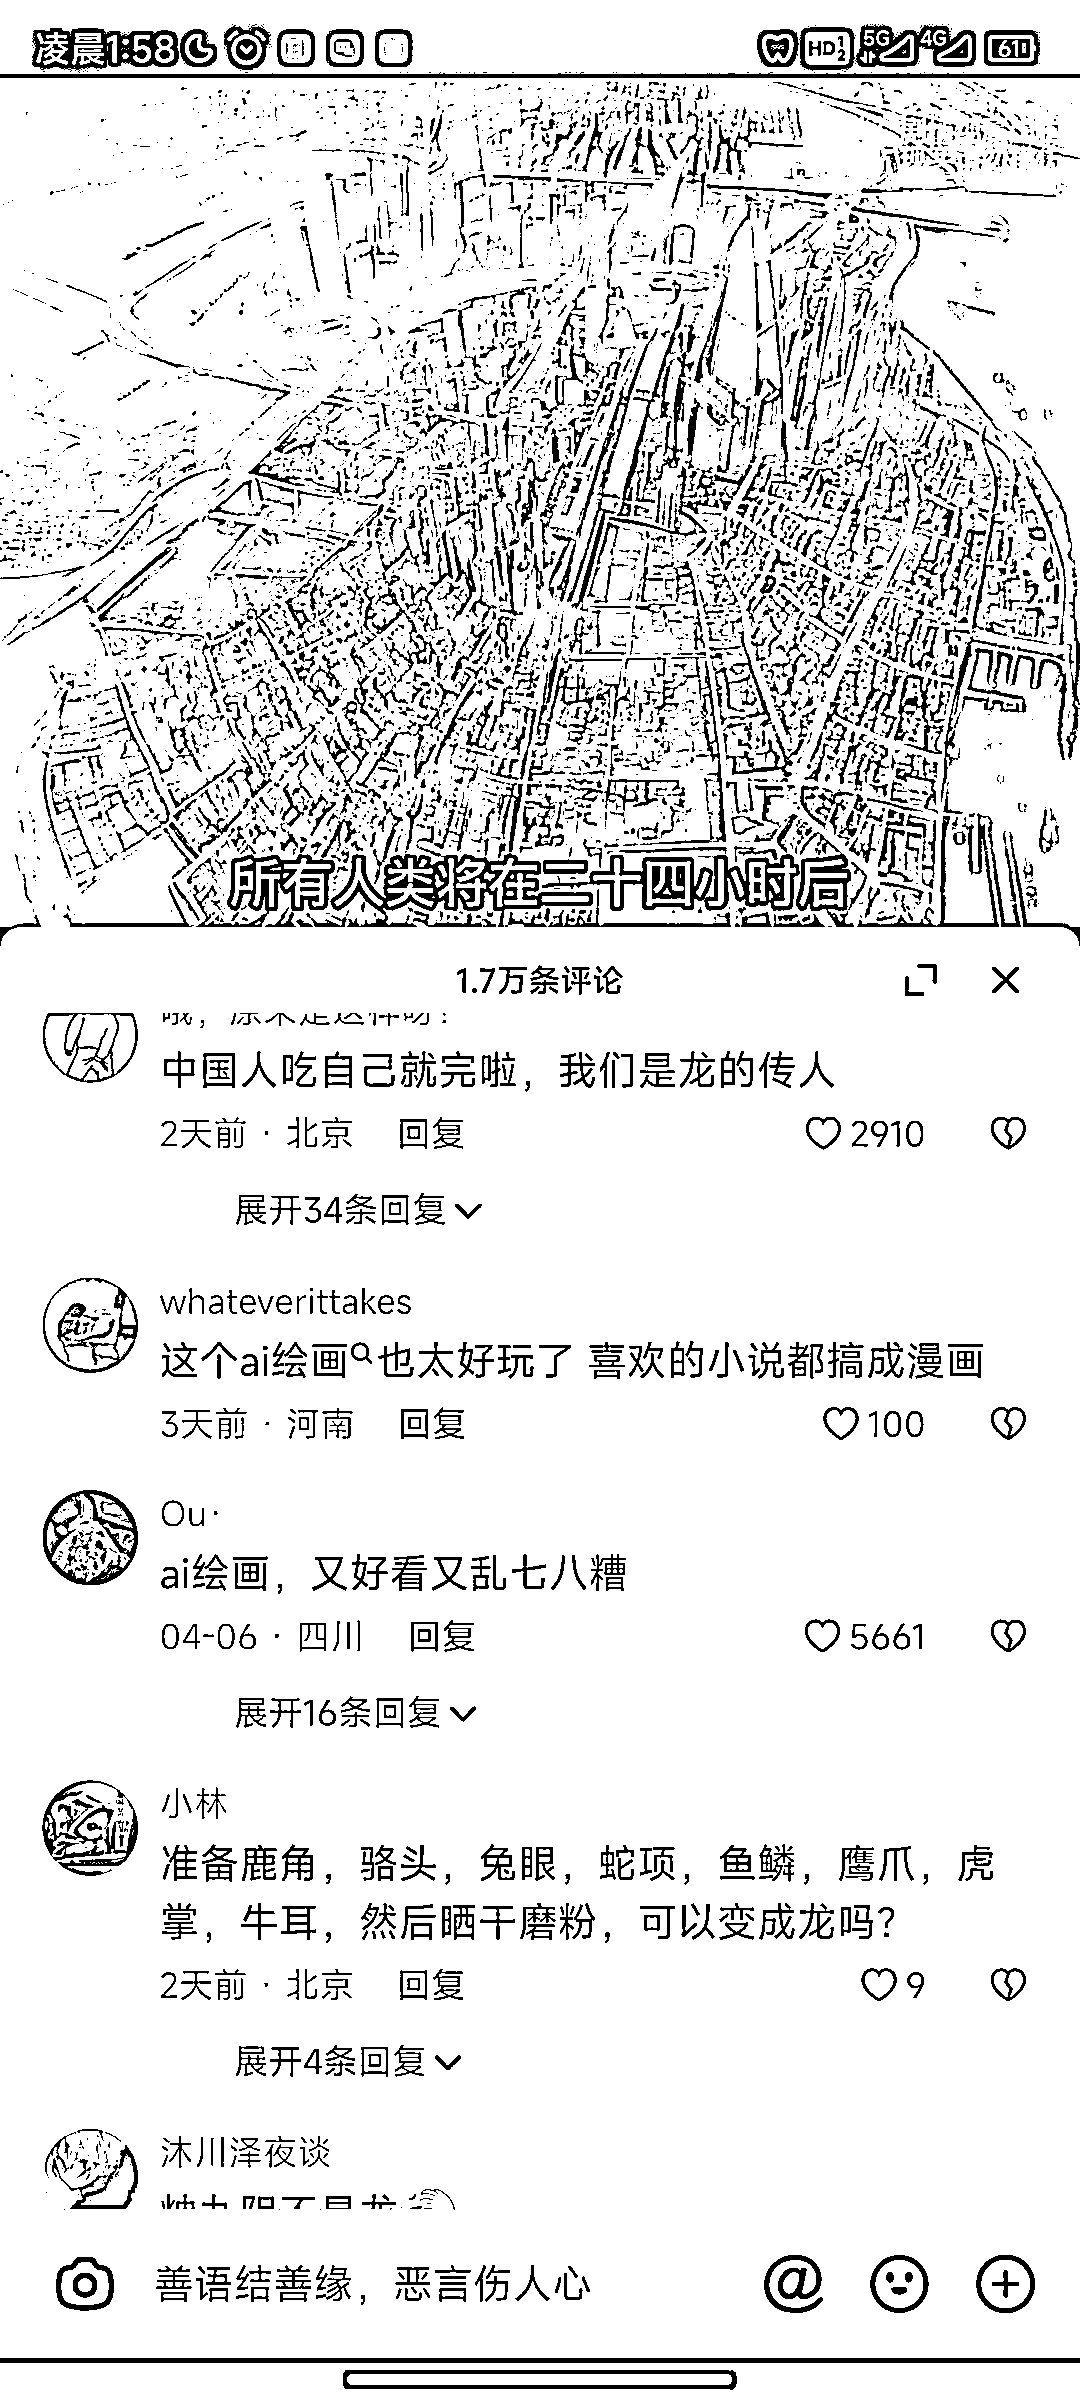 凌晨1:58
HD 5G 4G 61
所有人类将在二十四小时后
1.7万条评论
哦，原来是这样呀！
中国人吃自己就完啦，我们是龙的传人
2天前 · 北京 回复 2910
展开34条回复
whateverittakes
这个ai绘画也太好玩了 喜欢的小说都搞成漫画
3天前 · 河南 回复 100
Ou·
ai绘画，又好看又乱七八糟
04-06 · 四川 回复 5661
展开16条回复
小林
准备鹿角，骆头，兔眼，蛇项，鱼鳞，鹰爪，虎
掌，牛耳，然后晒干磨粉，可以变成龙吗？
2天前 · 北京 回复 9
展开4条回复
沐川泽夜谈
善语结善缘，恶言伤人心